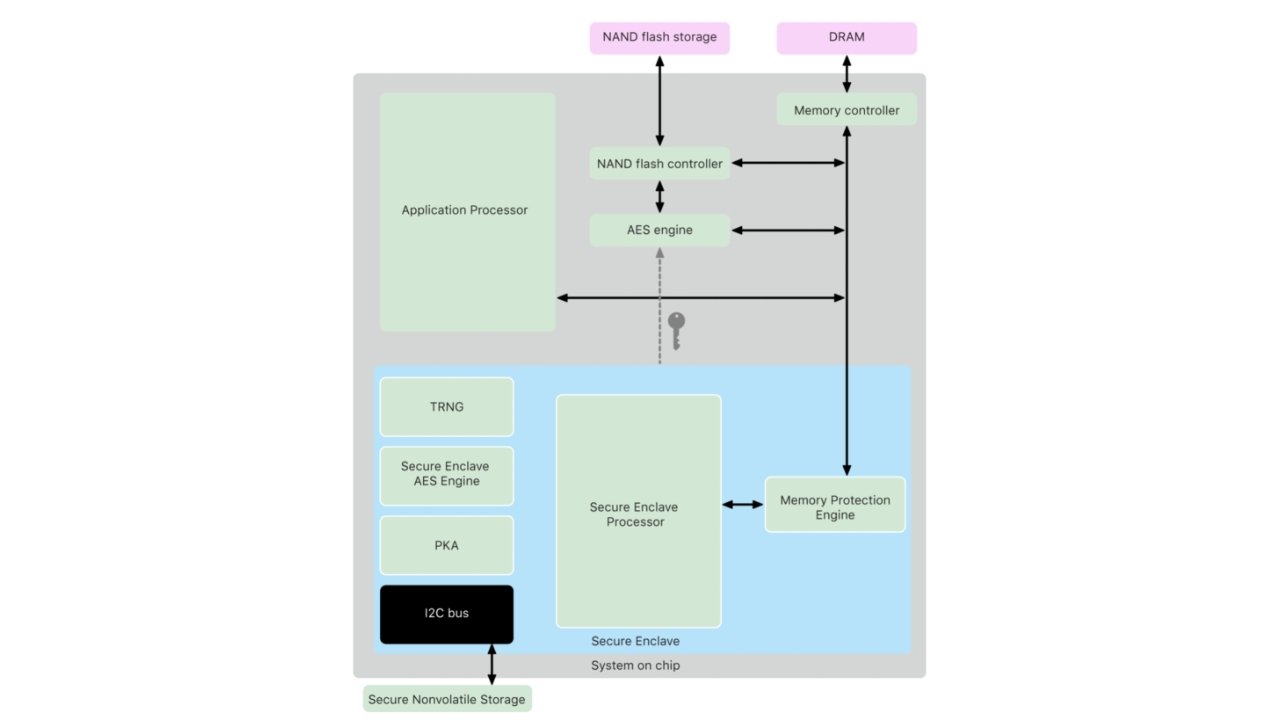 NAND flash storage
DRAM
Memory controller
NAND flash controller
Application Processor
AES engine
TRNG
Secure Enclave
AES Engine
Secure Enclave
Processor
Memory Protection
Engine
PKA
I2C bus
Secure Enclave
System on chip
Secure Nonvolatile Storage